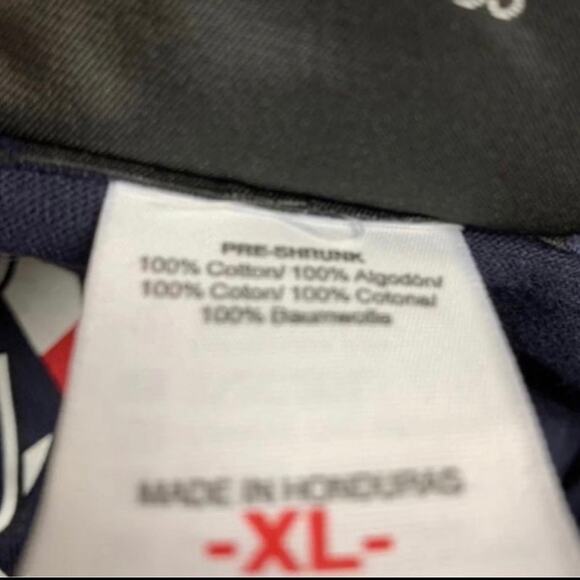 PRE-SHRUNK
100% Cotton/ 100% Algodón/
100% Coton/ 100% Cotone/
100% Baumwolle
MADE IN HONDURAS
-XL-